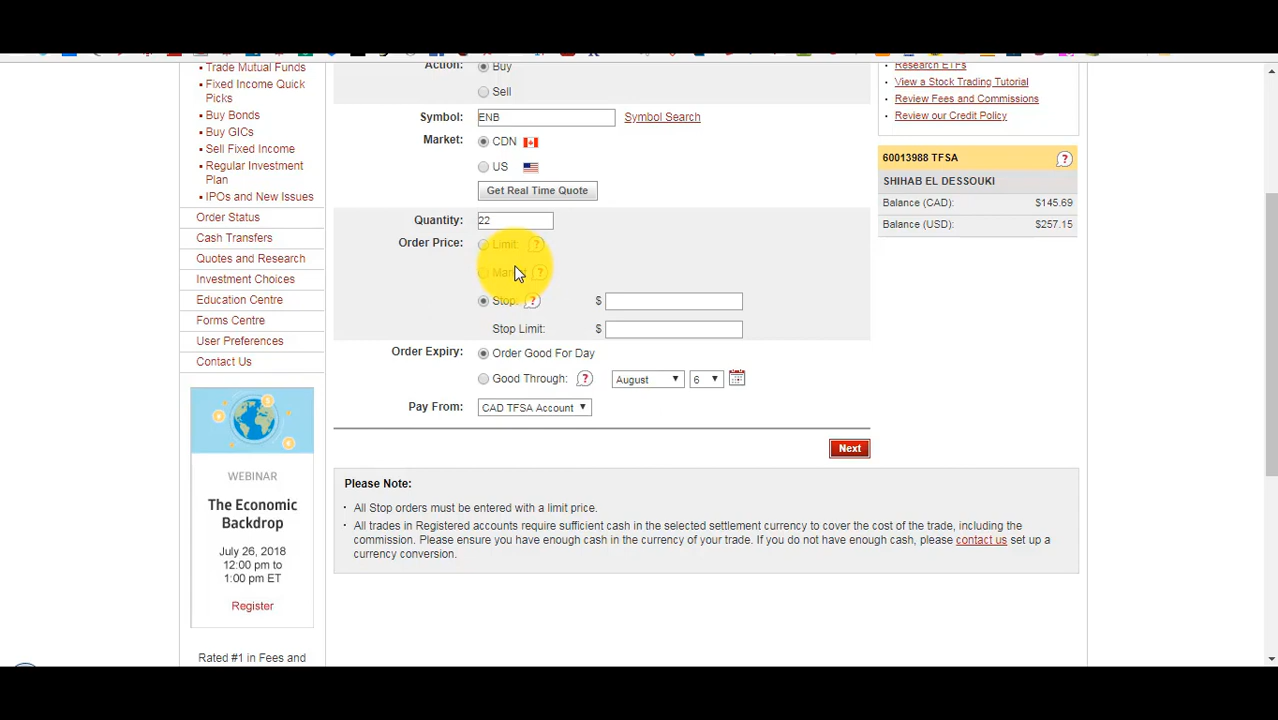 Trade Mutual Funds
Fixed Income Quick
Picks
Buy Bonds
Buy GICs
Sell Fixed Income
Regular Investment
Plan
IPOs and New Issues
Order Status
Cash Transfers
Quotes and Research
Investment Choices
Education Centre
Forms Centre
User Preferences
Contact Us
WEBINAR
The Economic
Backdrop
July 26, 2018
12:00 pm to
1:00 pm ET
Register
Rated #1 in Fees and
Action: Buy
Sell
Symbol: ENB Symbol Search
Market: CDN
US
Get Real Time Quote
Quantity: 22
Order Price: Limit: ?
Market ?
Stop: ? $
Stop Limit: $
Order Expiry: Order Good For Day
Good Through: ? August 6
Pay From: CAD TFSA Account
Next
Please Note:
All Stop orders must be entered with a limit price.
All trades in Registered accounts require sufficient cash in the selected settlement currency to cover the cost of the trade, including the
commission. Please ensure you have enough cash in the currency of your trade. If you do not have enough cash, please contact us set up a
currency conversion.
Research ETFs
View a Stock Trading Tutorial
Review Fees and Commissions
Review our Credit Policy
60013988 TFSA ?
SHIHAB EL DESSOUKI
Balance (CAD): $145.69
Balance (USD): $257.15